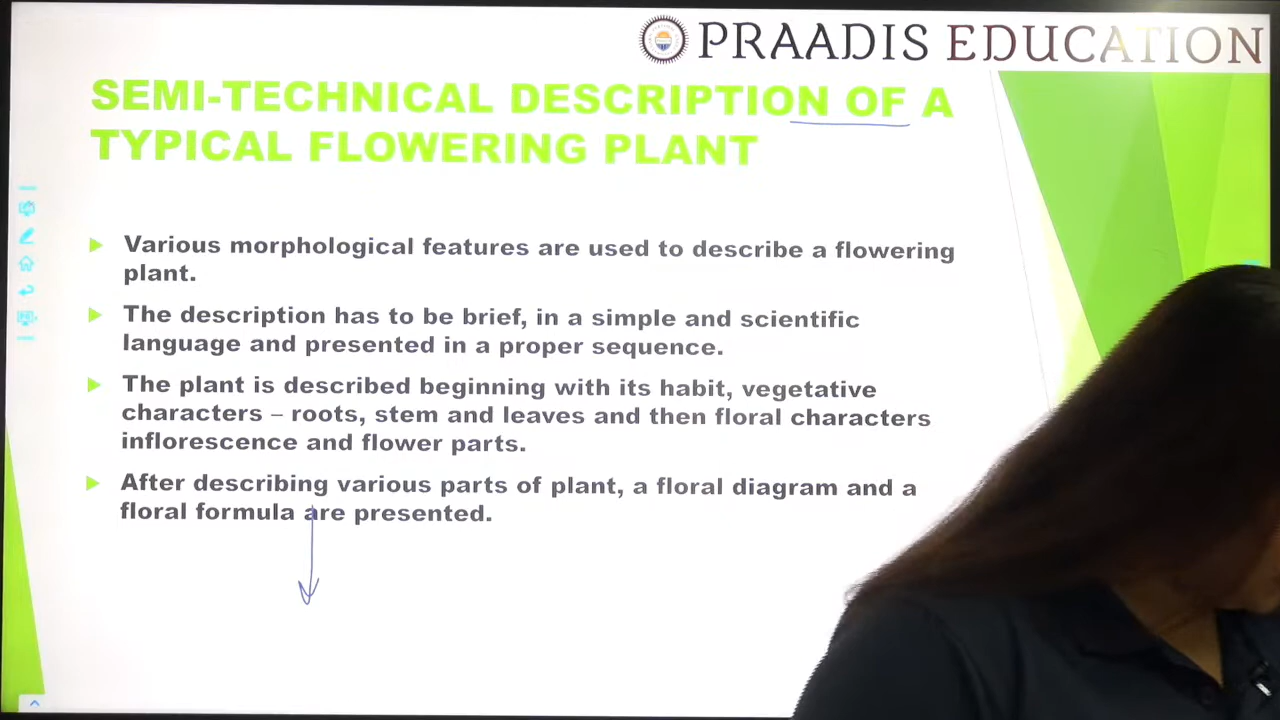 PRAADIS EDUCATION
SEMI-TECHNICAL DESCRIPTION OF A
TYPICAL FLOWERING PLANT
Various morphological features are used to describe a flowering
plant.
The description has to be brief, in a simple and scientific
language and presented in a proper sequence.
The plant is described beginning with its habit, vegetative
characters – roots, stem and leaves and then floral characters
inflorescence and flower parts.
After describing various parts of plant, a floral diagram and a
floral formula are presented.